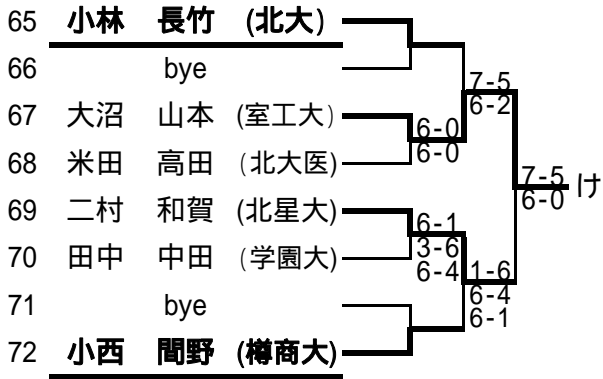 65 小林 長竹 (北大)
66 bye
67 大沼 山本 (室工大)
68 米田 高田 (北大医)
69 二村 和賀 (北星大)
70 田中 中田 (学園大)
71 bye
72 小西 間野 (樽商大)
6-0
6-0
6-1
3-6
6-4
7-5
6-2
1-6
6-4
6-1
7-5
6-0
け